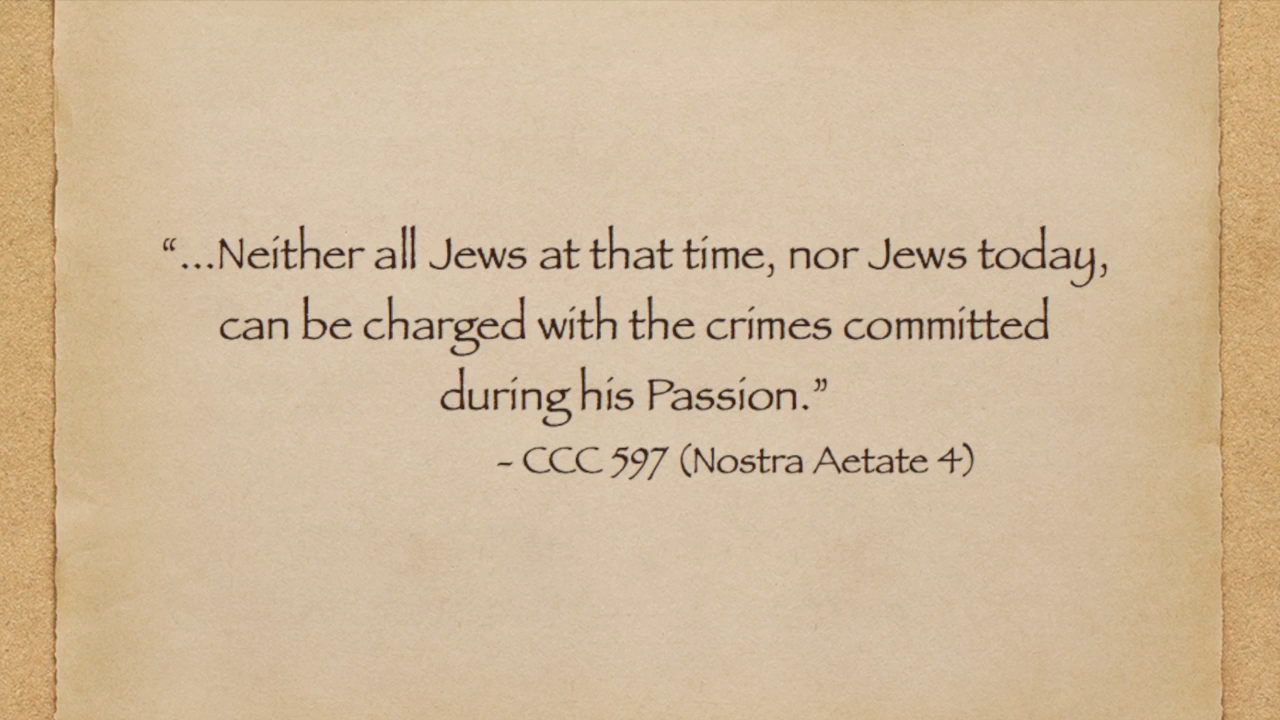 “...Neither all Jews at that time, nor Jews today,
can be charged with the crimes committed
during his Passion.”
- CCC 597 (Nostra Aetate 4)